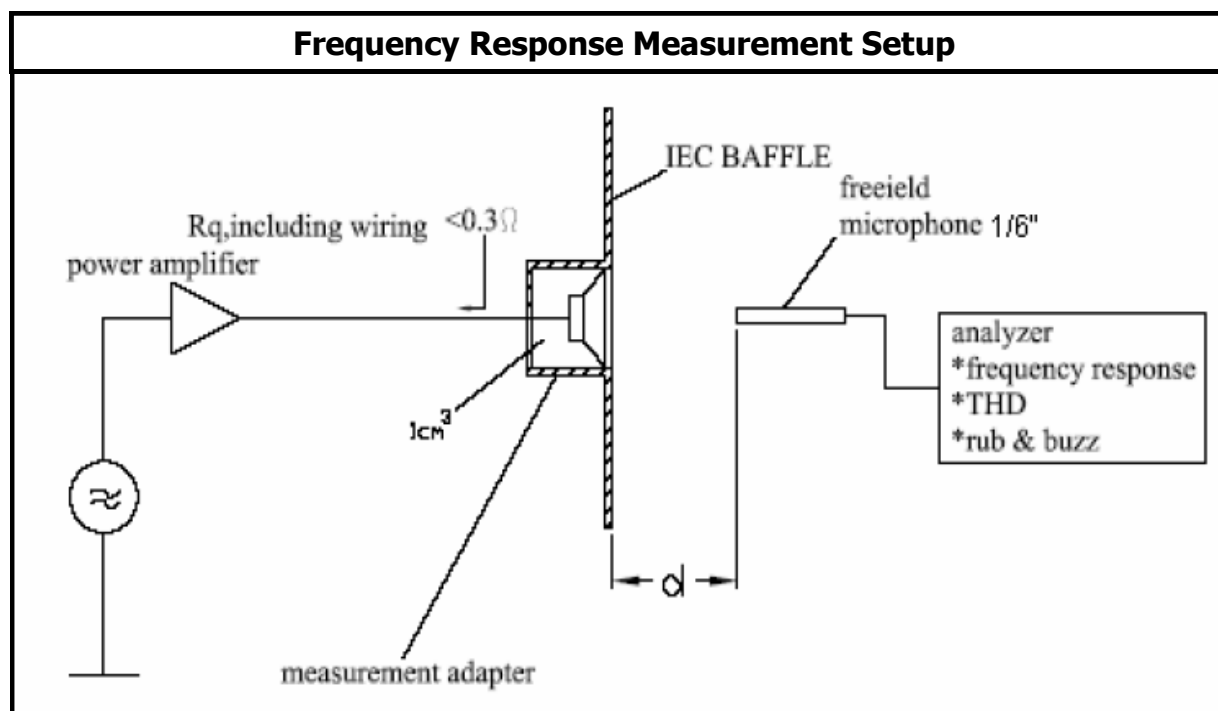 Frequency Response Measurement Setup
IEC BAFFLE
freeield
microphone 1/6"
Rq,including wiring <0.3Ω
power amplifier
analyzer
*frequency response
*THD
*rub & buzz
1cm³
d
measurement adapter